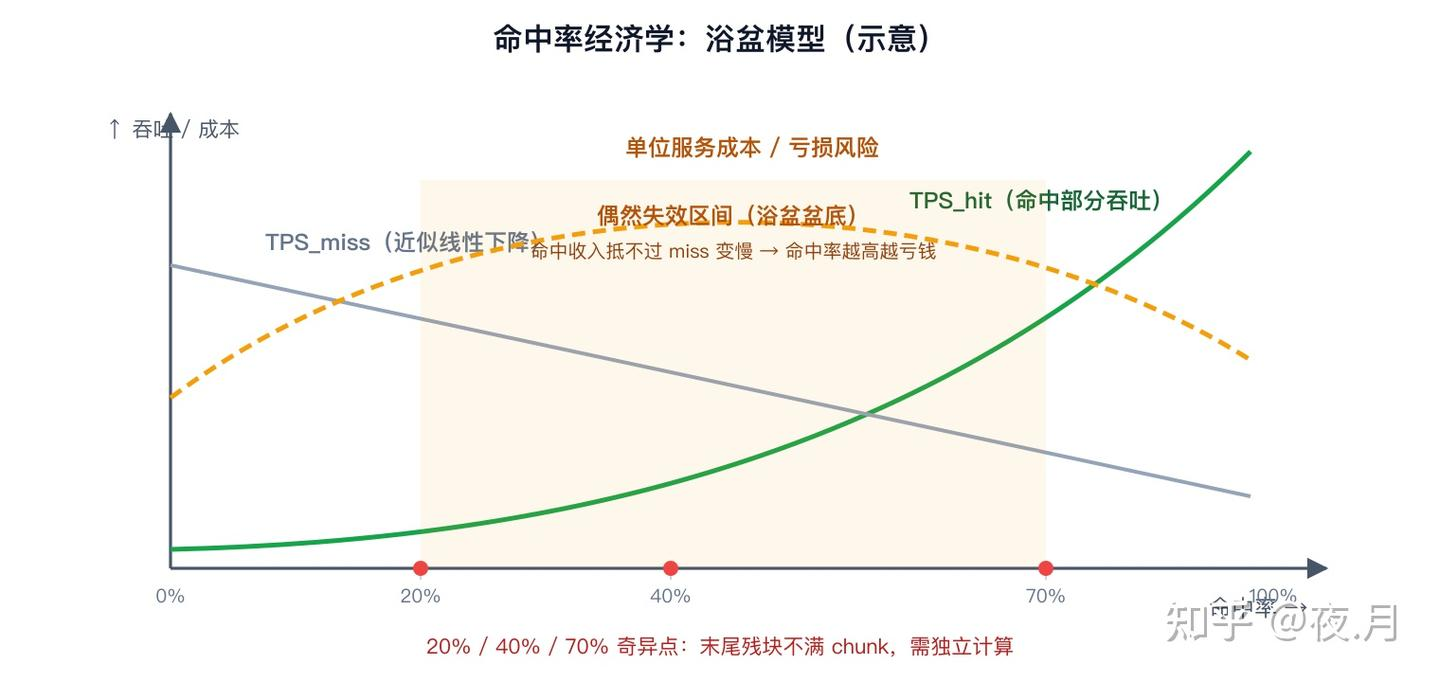 命中率经济学：浴盆模型（示意）
↑ 吞吐 / 成本
单位服务成本 / 亏损风险
TPS_hit（命中部分吞吐）
偶然失效区间（浴盆盆底）
TPS_miss（近似线性下降）
命中收入抵不过 miss 变慢 → 命中率越高越亏钱
0%
20%
40%
70%
100%
命中率 →
20% / 40% / 70% 奇异点：末尾残块不满 chunk，需独立计算
知乎 @夜.月